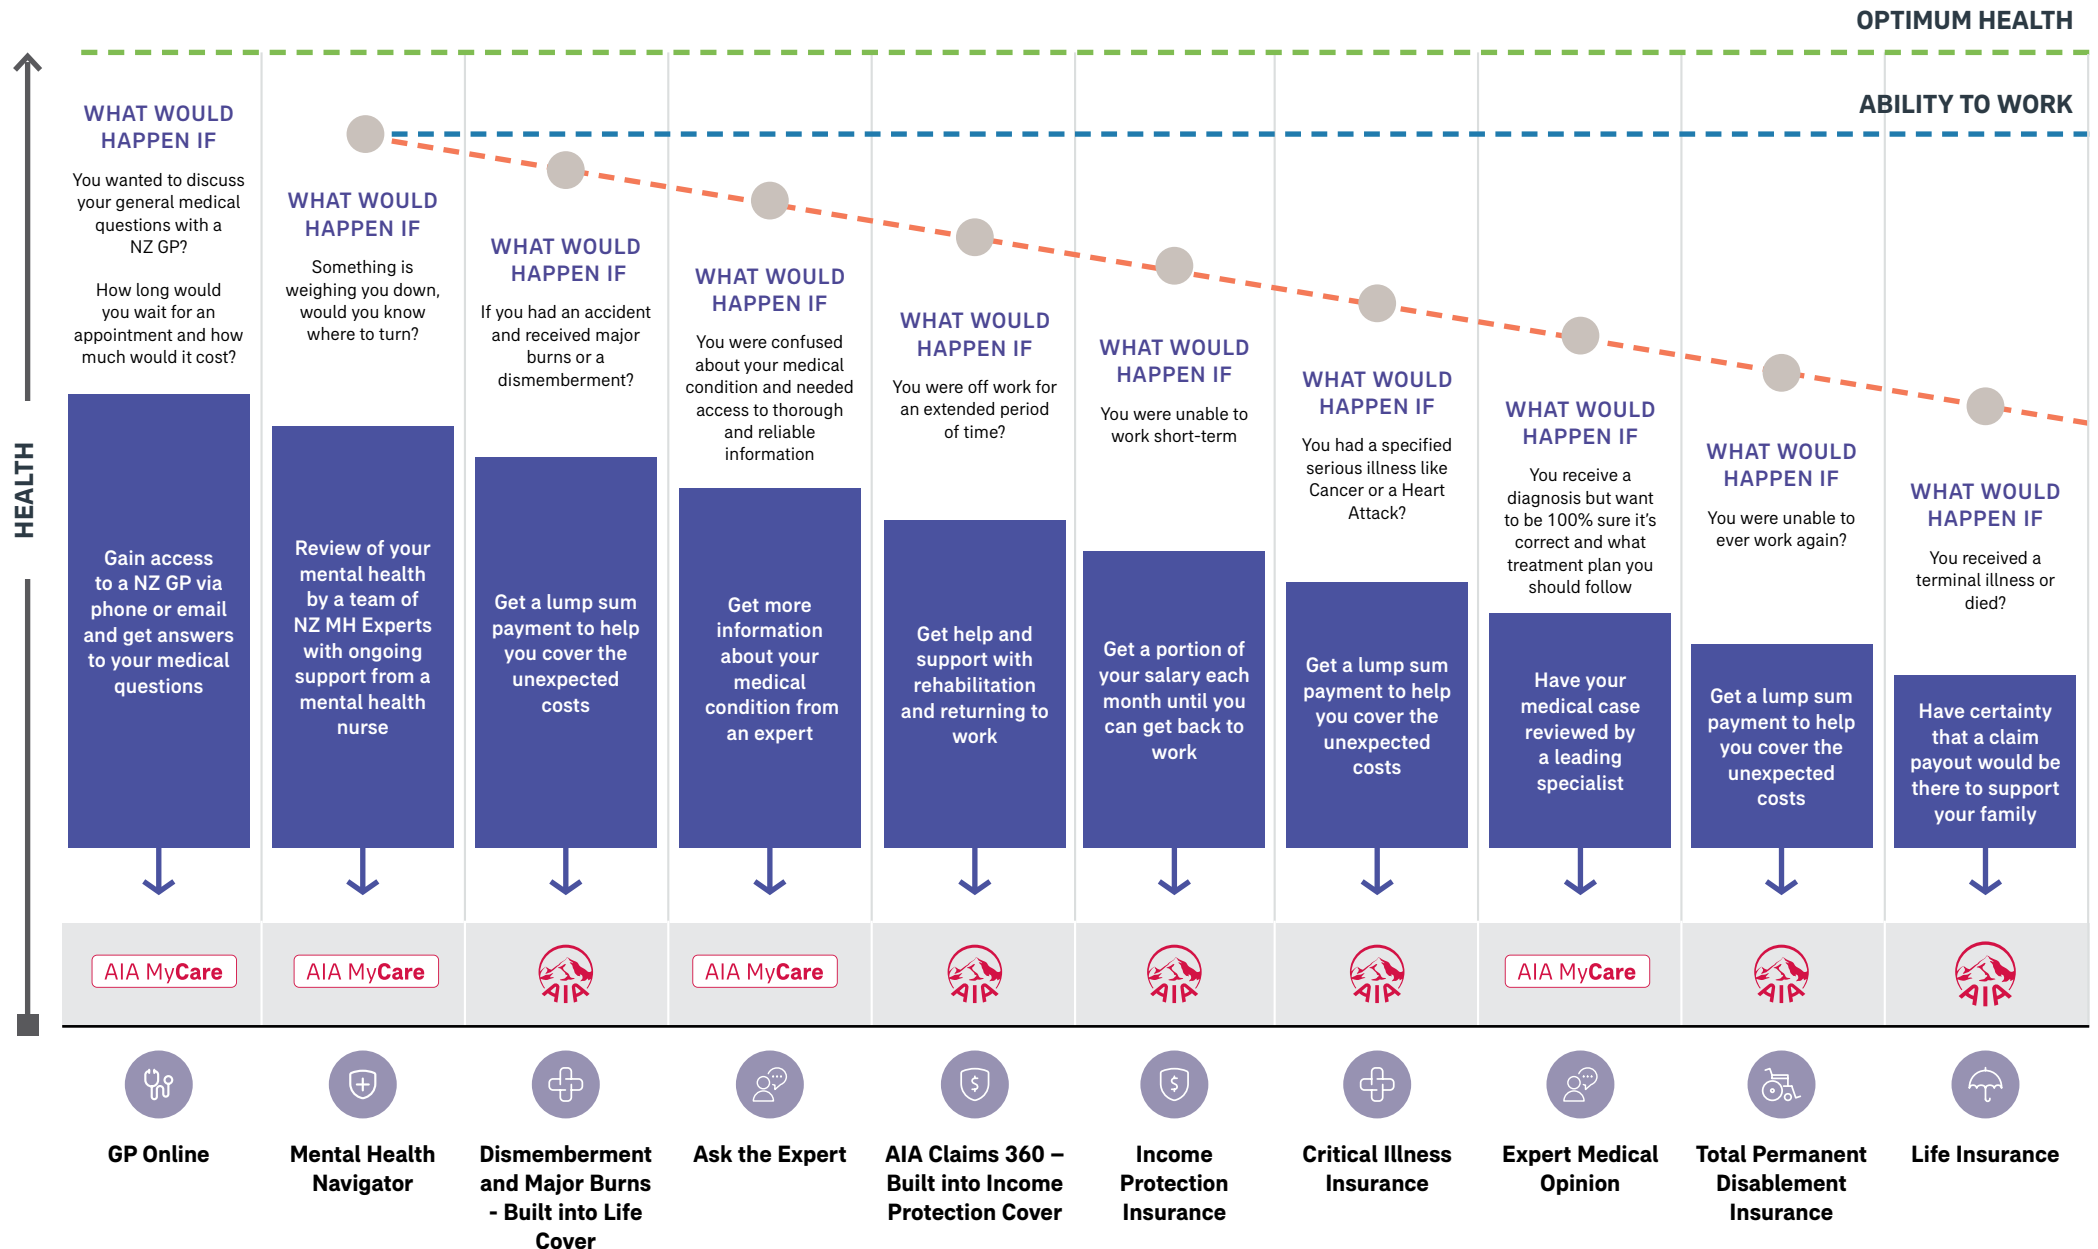 OPTIMUM HEALTH
ABILITY TO WORK
HEALTH
WHAT WOULD
HAPPEN IF
You wanted to discuss
your general medical
questions with a
NZ GP?
How long would
you wait for an
appointment and how
much would it cost?
Gain access
to a NZ GP via
phone or email
and get answers
to your medical
questions
AIA MyCare
GP Online
WHAT WOULD
HAPPEN IF
Something is
weighing you down,
would you know
where to turn?
Review of your
mental health
by a team of
NZ MH Experts
with ongoing
support from a
mental health
nurse
AIA MyCare
Mental Health
Navigator
WHAT WOULD
HAPPEN IF
If you had an accident
and received major
burns or a
dismemberment?
Get a lump sum
payment to help
you cover the
unexpected
costs
AIA
Dismemberment
and Major Burns
- Built into Life
Cover
WHAT WOULD
HAPPEN IF
You were confused
about your medical
condition and needed
access to thorough
and reliable
information
Get more
information
about your
medical
condition from
an expert
AIA MyCare
Ask the Expert
WHAT WOULD
HAPPEN IF
You were off work for
an extended period
of time?
Get help and
support with
rehabilitation
and returning to
work
AIA
AIA Claims 360 –
Built into Income
Protection Cover
WHAT WOULD
HAPPEN IF
You were unable to
work short-term
Get a portion of
your salary each
month until you
can get back to
work
AIA
Income
Protection
Insurance
WHAT WOULD
HAPPEN IF
You had a specified
serious illness like
Cancer or a Heart
Attack?
Get a lump sum
payment to help
you cover the
unexpected
costs
AIA
Critical Illness
Insurance
WHAT WOULD
HAPPEN IF
You receive a
diagnosis but want
to be 100% sure it's
correct and what
treatment plan you
should follow
Have your
medical case
reviewed by
a leading
specialist
AIA MyCare
Expert Medical
Opinion
WHAT WOULD
HAPPEN IF
You were unable to
ever work again?
Get a lump sum
payment to help
you cover the
unexpected
costs
AIA
Total Permanent
Disablement
Insurance
WHAT WOULD
HAPPEN IF
You received a
terminal illness or
died?
Have certainty
that a claim
payout would be
there to support
your family
AIA
Life Insurance